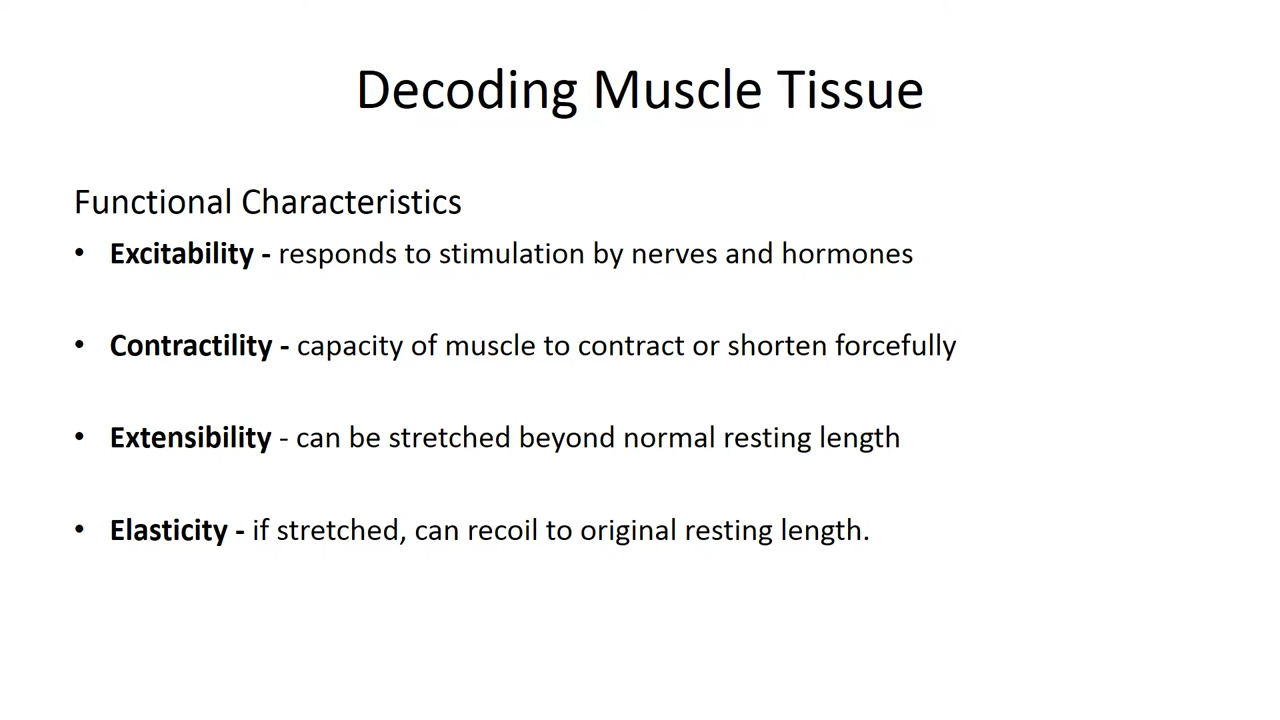 Decoding Muscle Tissue
Functional Characteristics
• Excitability - responds to stimulation by nerves and hormones
• Contractility - capacity of muscle to contract or shorten forcefully
• Extensibility - can be stretched beyond normal resting length
• Elasticity - if stretched, can recoil to original resting length.